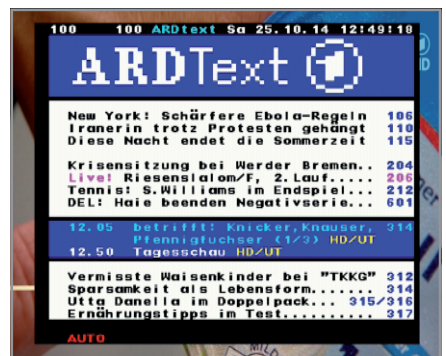 100 100 ARDtext Sa 25.10.14 12:49:18
ARDText 1
New York: Schärfere Ebola-Regeln 106
Iranerin trotz Protesten gehängt 110
Diese Nacht endet die Sommerzeit 115
Krisensitzung bei Werder Bremen.. 204
Live! Riesenslalom/F, 2.Lauf..... 206
Tennis: S.Williams im Endspiel... 212
DEL: Haie beenden Negativserie... 601
12.05 betrifft: Knicker,Knauser, 314
Pfennigfuchser (1/3) HD/UT
12.50 Tagesschau HD/UT
Vermisste Waisenkinder bei "TKKG" 312
Sparsamkeit als Lebensform....... 314
Utta Danella im Doppelpack... 315/316
Ernährungstipps im Test.......... 317
AUTO
MILD